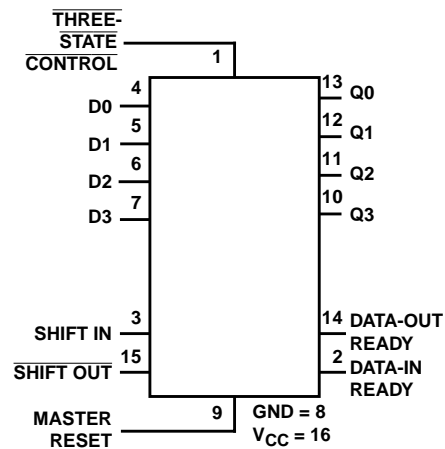 THREE-
STATE
CONTROL
1
4
D0
5
D1
6
D2
7
D3
13
Q0
12
Q1
11
Q2
10
Q3
3
SHIFT IN
15
SHIFT OUT
14
DATA-OUT
READY
2
DATA-IN
READY
MASTER
RESET
9
GND = 8
VCC = 16